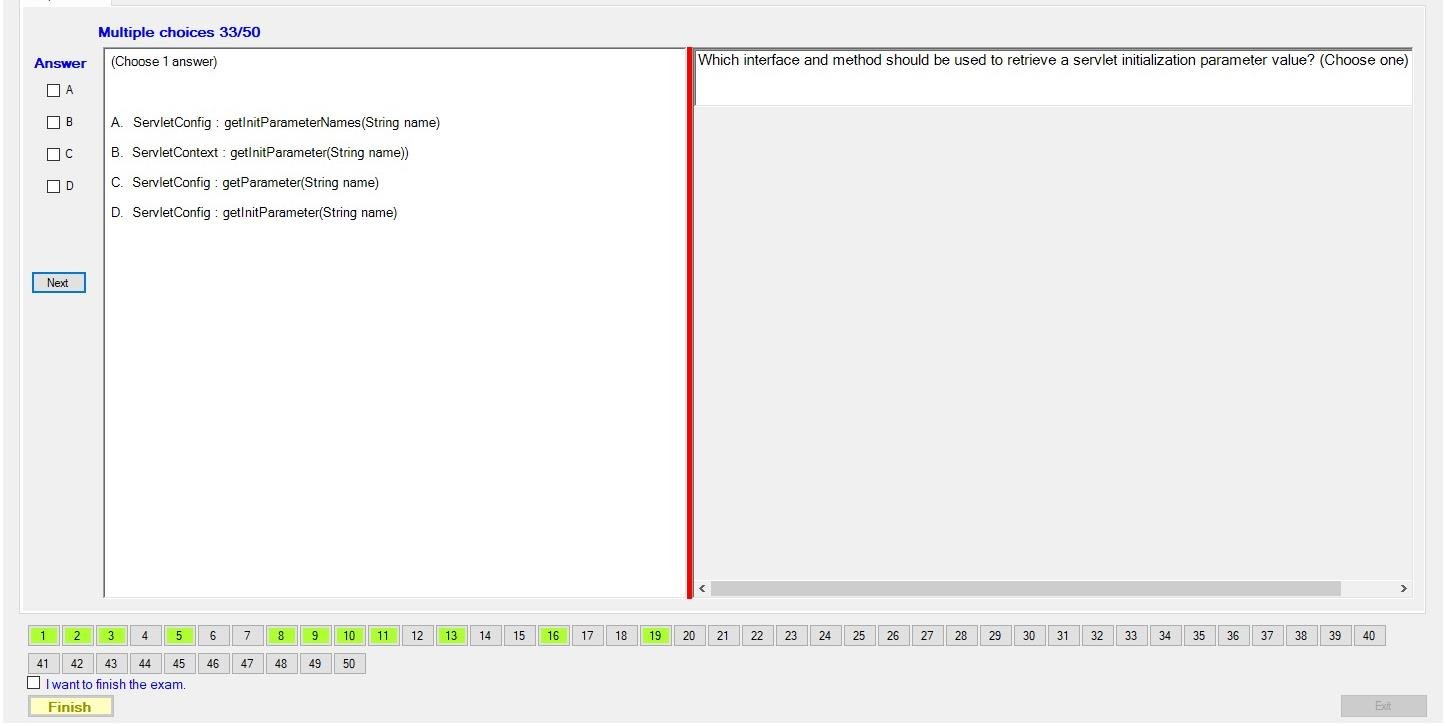 Multiple choices 33/50
Answer
(Choose 1 answer)
Which interface and method should be used to retrieve a servlet initialization parameter value? (Choose one)
A
B
C
D
A. ServletConfig : getInitParameterNames(String name)
B. ServletContext : getInitParameter(String name))
C. ServletConfig : getParameter(String name)
D. ServletConfig : getInitParameter(String name)
Next
1 2 3 4 5 6 7 8 9 10 11 12 13 14 15 16 17 18 19 20 21 22 23 24 25 26 27 28 29 30 31 32 33 34 35 36 37 38 39 40
41 42 43 44 45 46 47 48 49 50
I want to finish the exam.
Finish
Exit